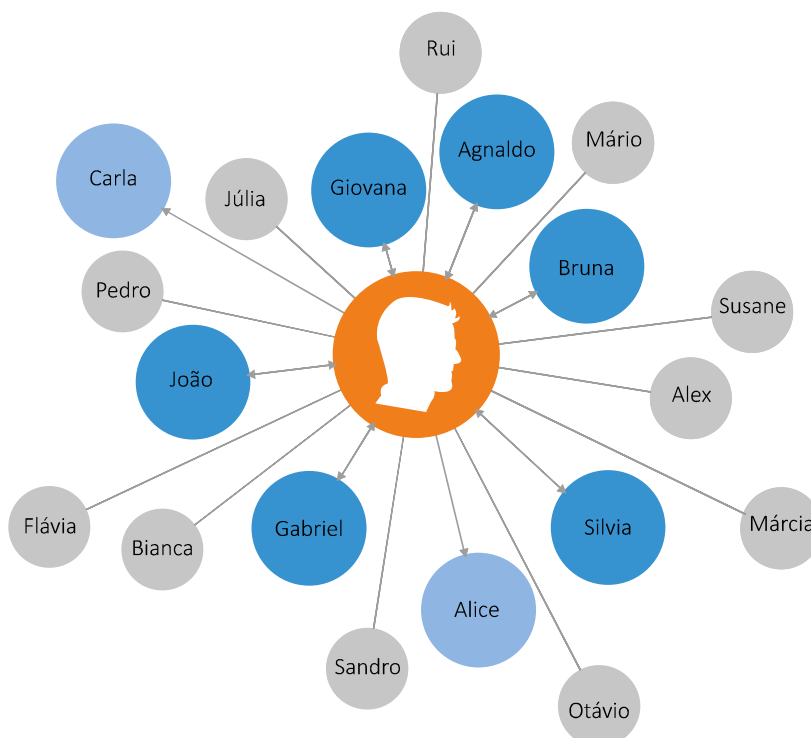 Rui
Agnaldo
Mário
Carla
Júlia
Giovana
Bruna
Pedro
Susane
João
Alex
Flávia
Bianca
Gabriel
Silvia
Márcia
Alice
Sandro
Otávio